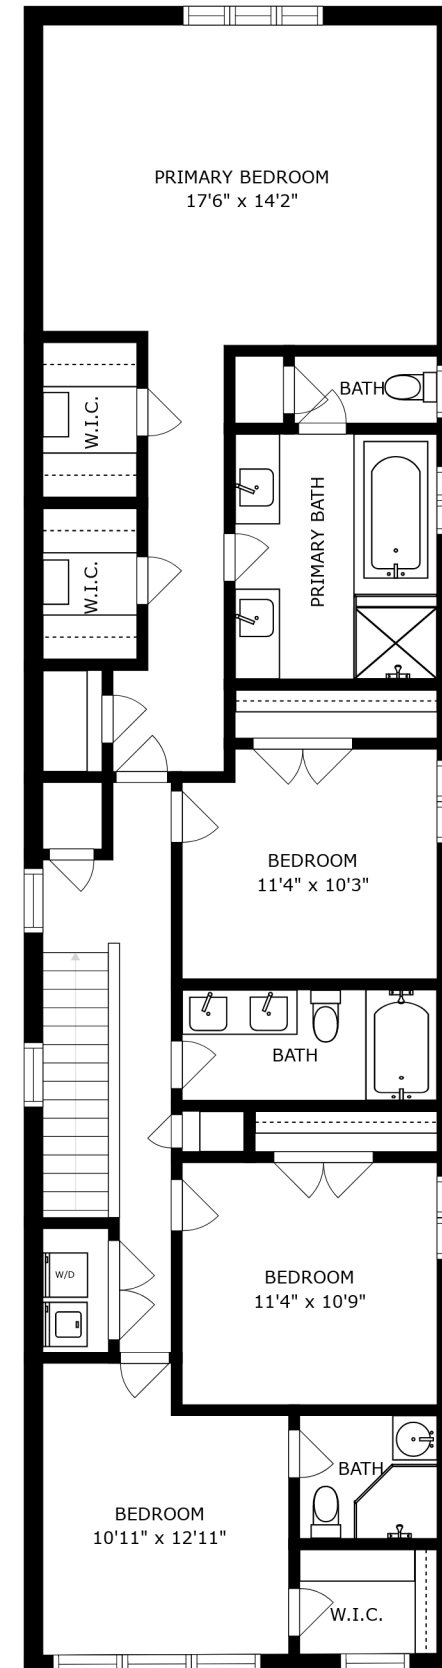 PRIMARY BEDROOM
17'6" x 14'2"
BATH
W.I.C.
PRIMARY BATH
W.I.C.
BEDROOM
11'4" x 10'3"
BATH
W/D
BEDROOM
11'4" x 10'9"
BATH
BEDROOM
10'11" x 12'11"
W.I.C.